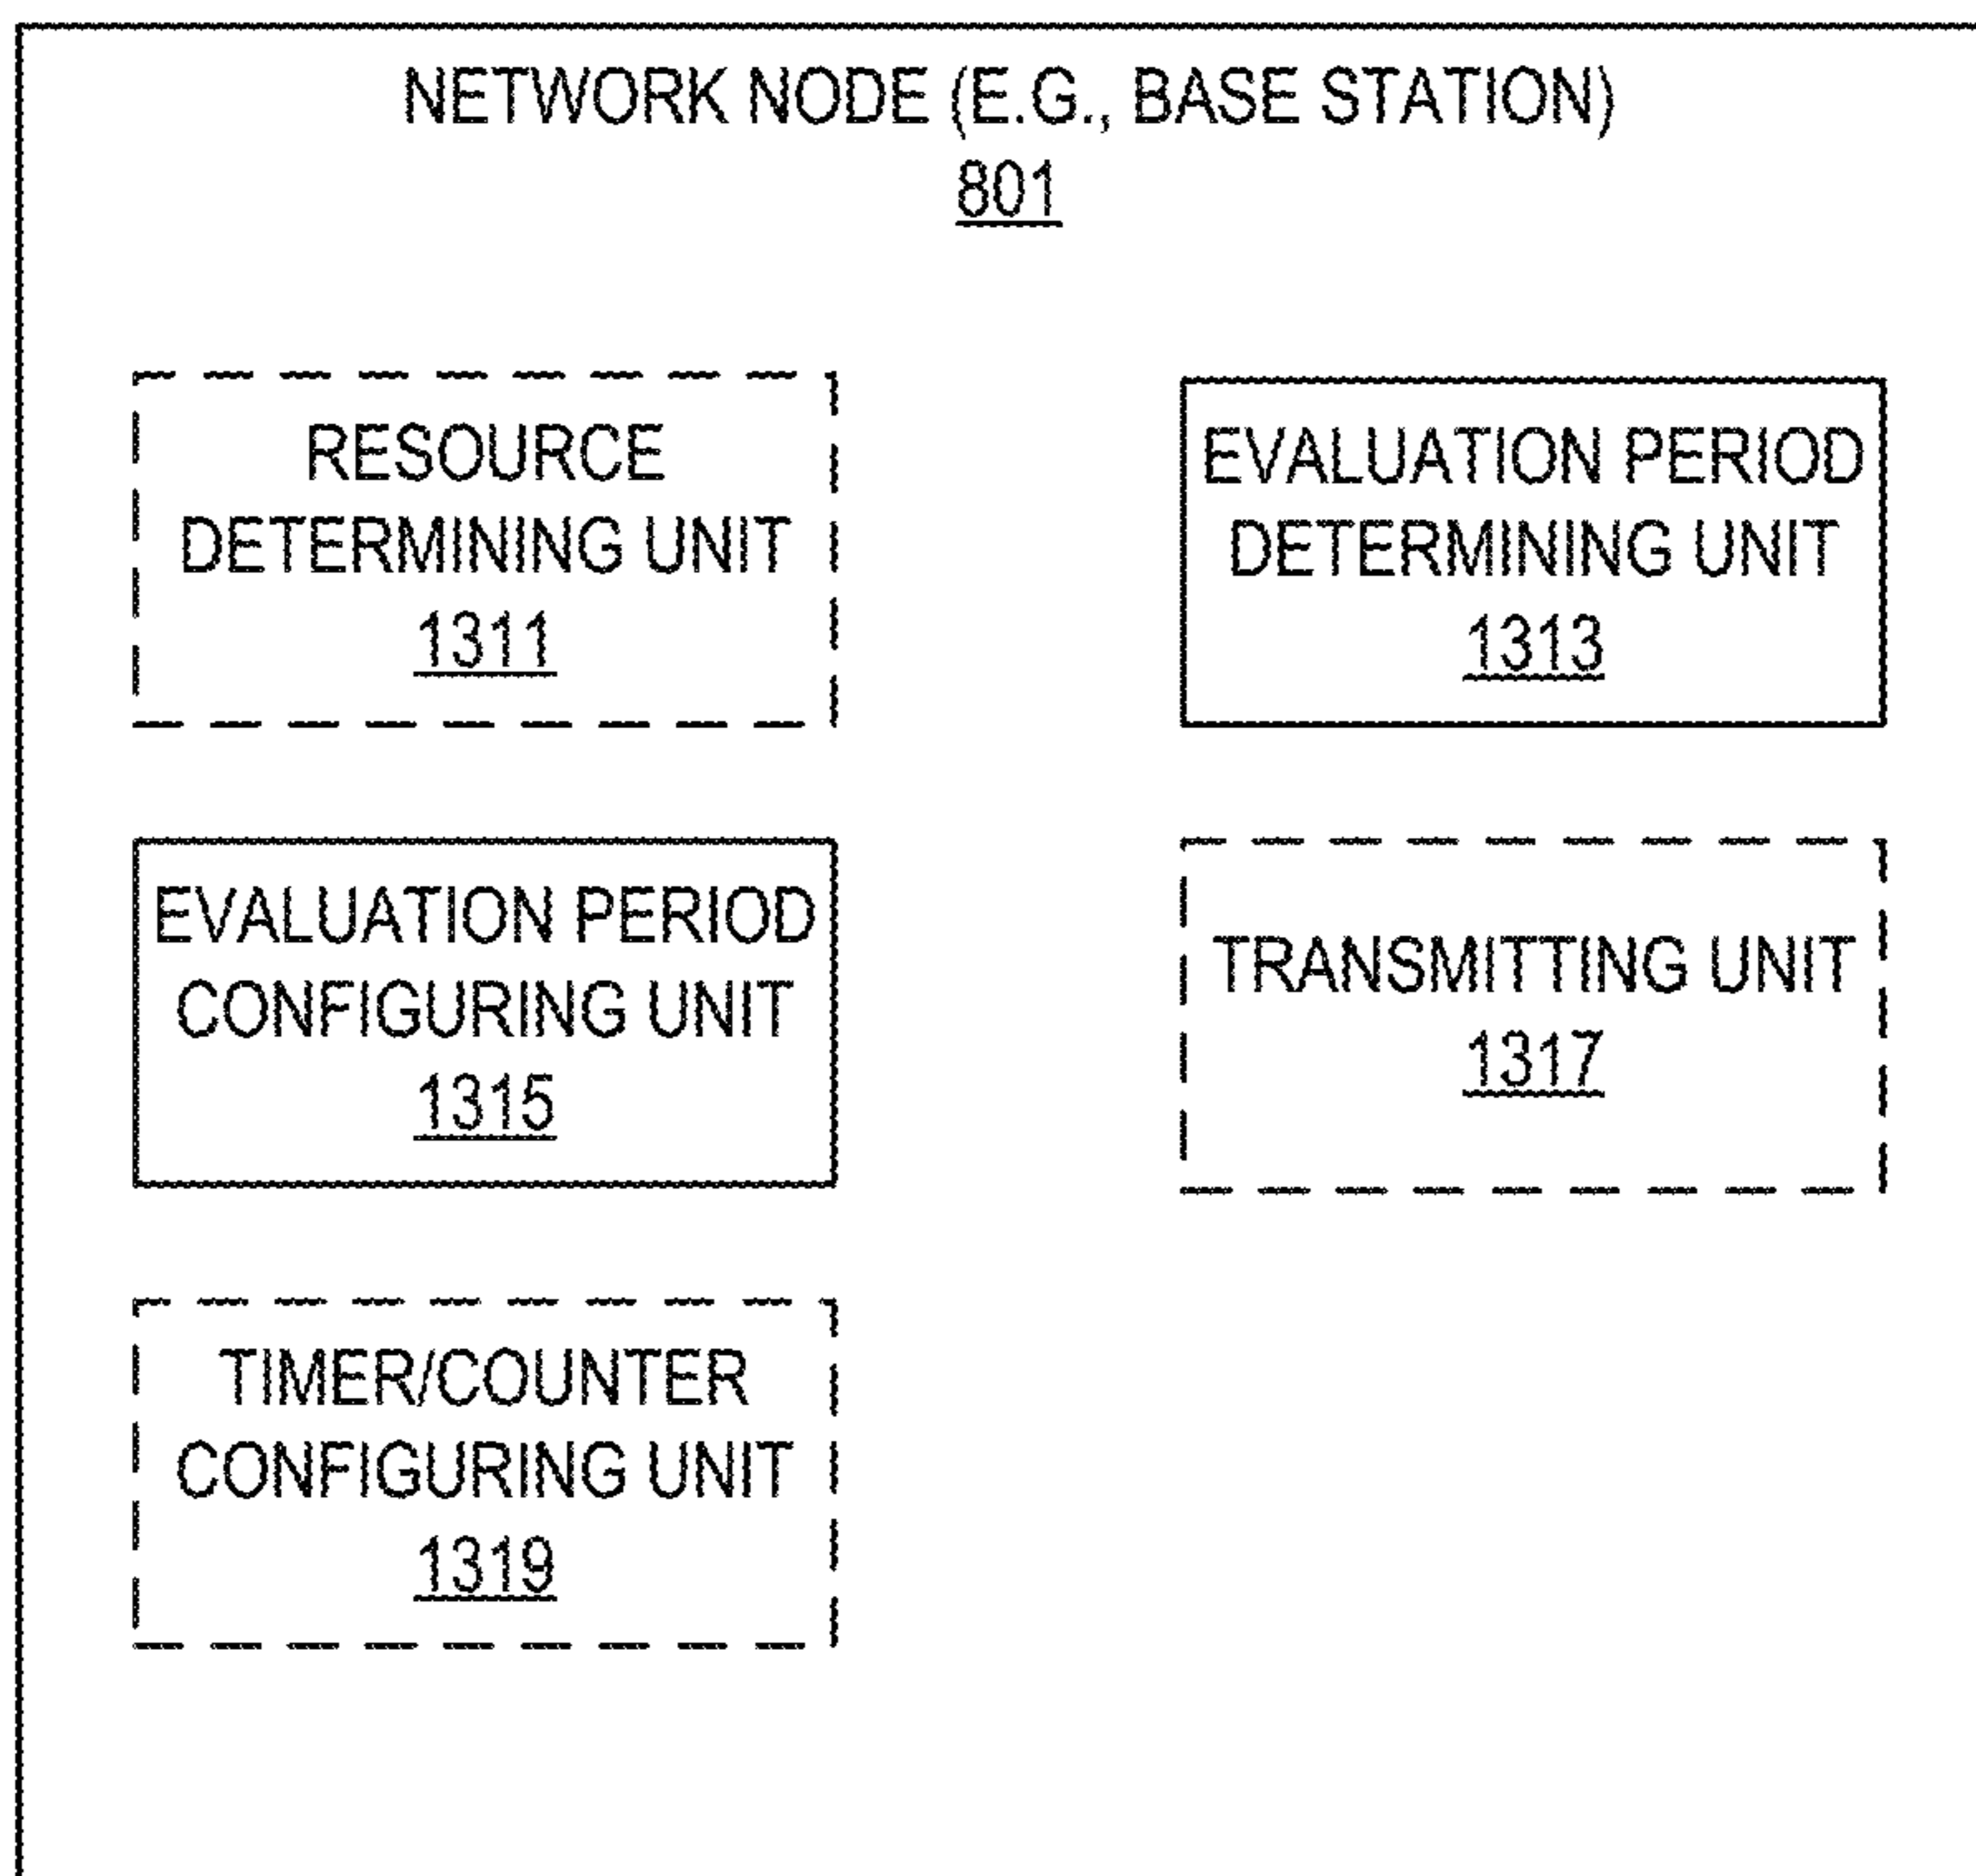 NETWORK NODE (E.G., BASE STATION)
801
RESOURCE
DETERMINING UNIT
1311
EVALUATION PERIOD
DETERMINING UNIT
1313
EVALUATION PERIOD
CONFIGURING UNIT
1315
TRANSMITTING UNIT
1317
TIMER/COUNTER
CONFIGURING UNIT
1319